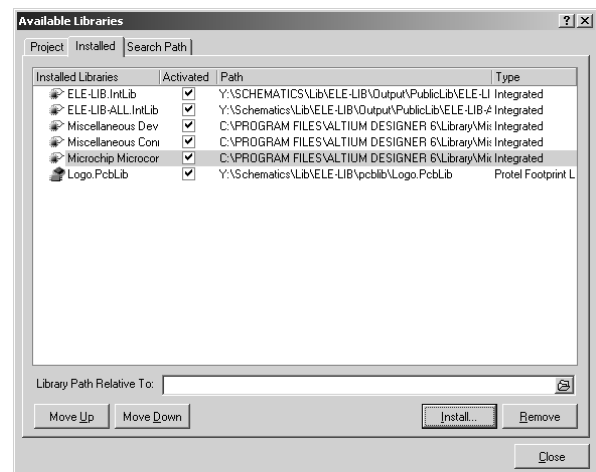 Available Libraries
Project Installed Search Path
Installed Libraries Activated Path Type
ELE-LIB.IntLib Y:\SCHEMATICS\Lib\ELE-LIB\Output\PublicLib\ELE-LI Integrated
ELE-LIB-ALL.IntLib Y:\Schematics\Lib\ELE-LIB\Output\PublicLib\ELE-LIB-A Integrated
Miscellaneous Dev C:\PROGRAM FILES\ALTIUM DESIGNER 6\Library\Mis Integrated
Miscellaneous Conn C:\PROGRAM FILES\ALTIUM DESIGNER 6\Library\Mis Integrated
Microchip Microcor C:\PROGRAM FILES\ALTIUM DESIGNER 6\Library\Mic Integrated
Logo.PcbLib Y:\Schematics\Lib\ELE-LIB\pcblib\Logo.PcbLib Protel Footprint L
Library Path Relative To:
Move Up Move Down Install... Remove
Close